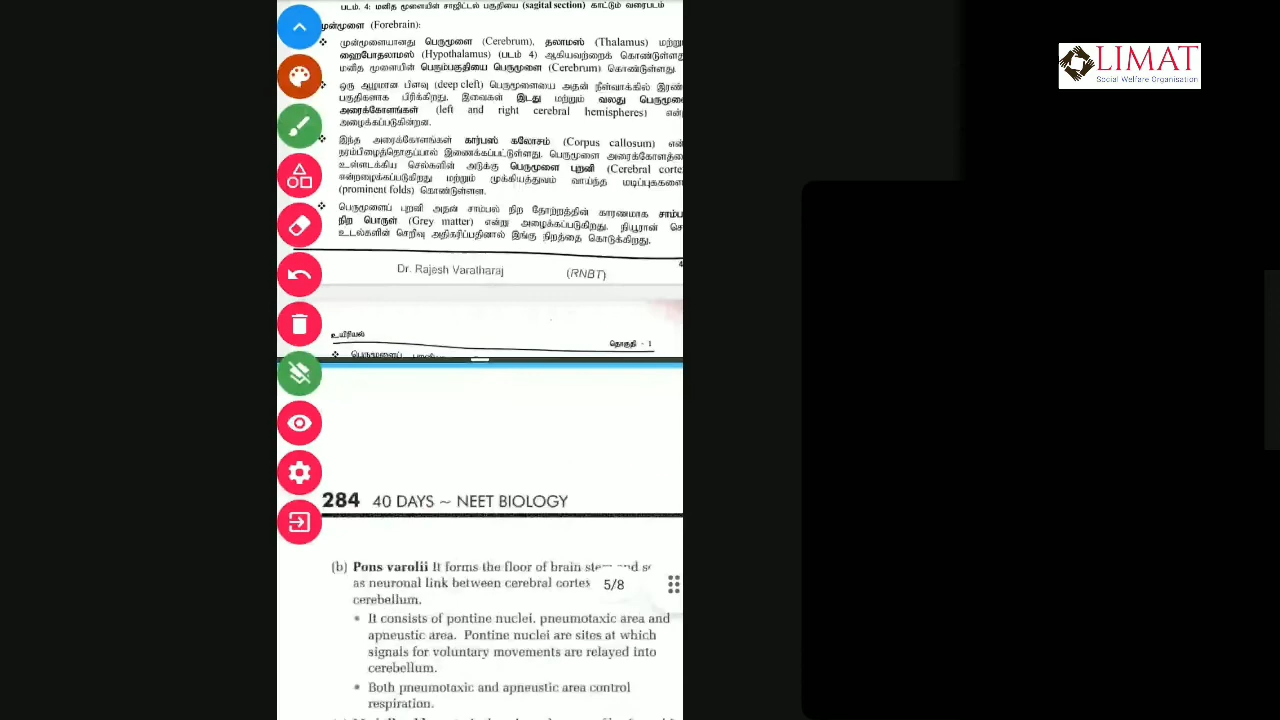 படம். 4: மனித மூளையின் சாஜிட்டல் பகுதியை (sagital section) காட்டும் வரைபடம்
முன்மூளை (Forebrain):
❖ முன்மூளையானது பெருமூளை (Cerebrum), தலாமஸ் (Thalamus) மற்றும்
ஹைபோதலாமஸ் (Hypothalamus) (படம் 4) ஆகியவற்றைக் கொண்டுள்ளது.
மனித மூளையின் பெரும்பகுதியை பெருமூளை (Cerebrum) கொண்டுள்ளது.
ஒரு ஆழமான பிளவு (deep cleft) பெருமூளையை அதன் நீள்வாக்கில் இரண்
பகுதிகளாக பிரிக்கிறது. இவைகள் இடது மற்றும் வலது பெருமூளை
அரைக்கோளங்கள் (left and right cerebral hemispheres) என்
அழைக்கப்படுகின்றன.
❖ இந்த அரைக்கோளங்கள் கார்பஸ் கலோசம் (Corpus callosum) என்
நரம்பிழைத்தொகுப்பால் இணைக்கப்பட்டுள்ளது. பெருமூளை அரைக்கோளத்தை
உள்ளடக்கிய செல்களின் அடுக்கு பெருமூளை புறணி (Cerebral corte
என்றழைக்கப்படுகிறது மற்றும் முக்கியத்துவம் வாய்ந்த மடிப்புகளை
(prominent folds) கொண்டுள்ளன.
❖ பெருமூளைப் புறணி அதன் சாம்பல் நிற தோற்றத்தின் காரணமாக சாம்ப
நிற பொருள் (Grey matter) என்று அழைக்கப்படுகிறது. நியூரான் செ
உடல்களின் செறிவு அதிகரிப்பதினால் இங்கு நிறத்தை கொடுக்கிறது.
4
Dr. Rajesh Varatharaj (RNBT)
உயிரியல் தொகுதி - 1
❖ பெருமூளைப்
284 40 DAYS ~ NEET BIOLOGY
(b) Pons varolii It forms the floor of brain stem and se
as neuronal link between cerebral cortex
cerebellum.
• It consists of pontine nuclei, pneumotaxic area and
apneustic area. Pontine nuclei are sites at which
signals for voluntary movements are relayed into
cerebellum.
• Both pneumotaxic and apneustic area control
respiration.
5/8
LIMAT
Social Welfare Organisation